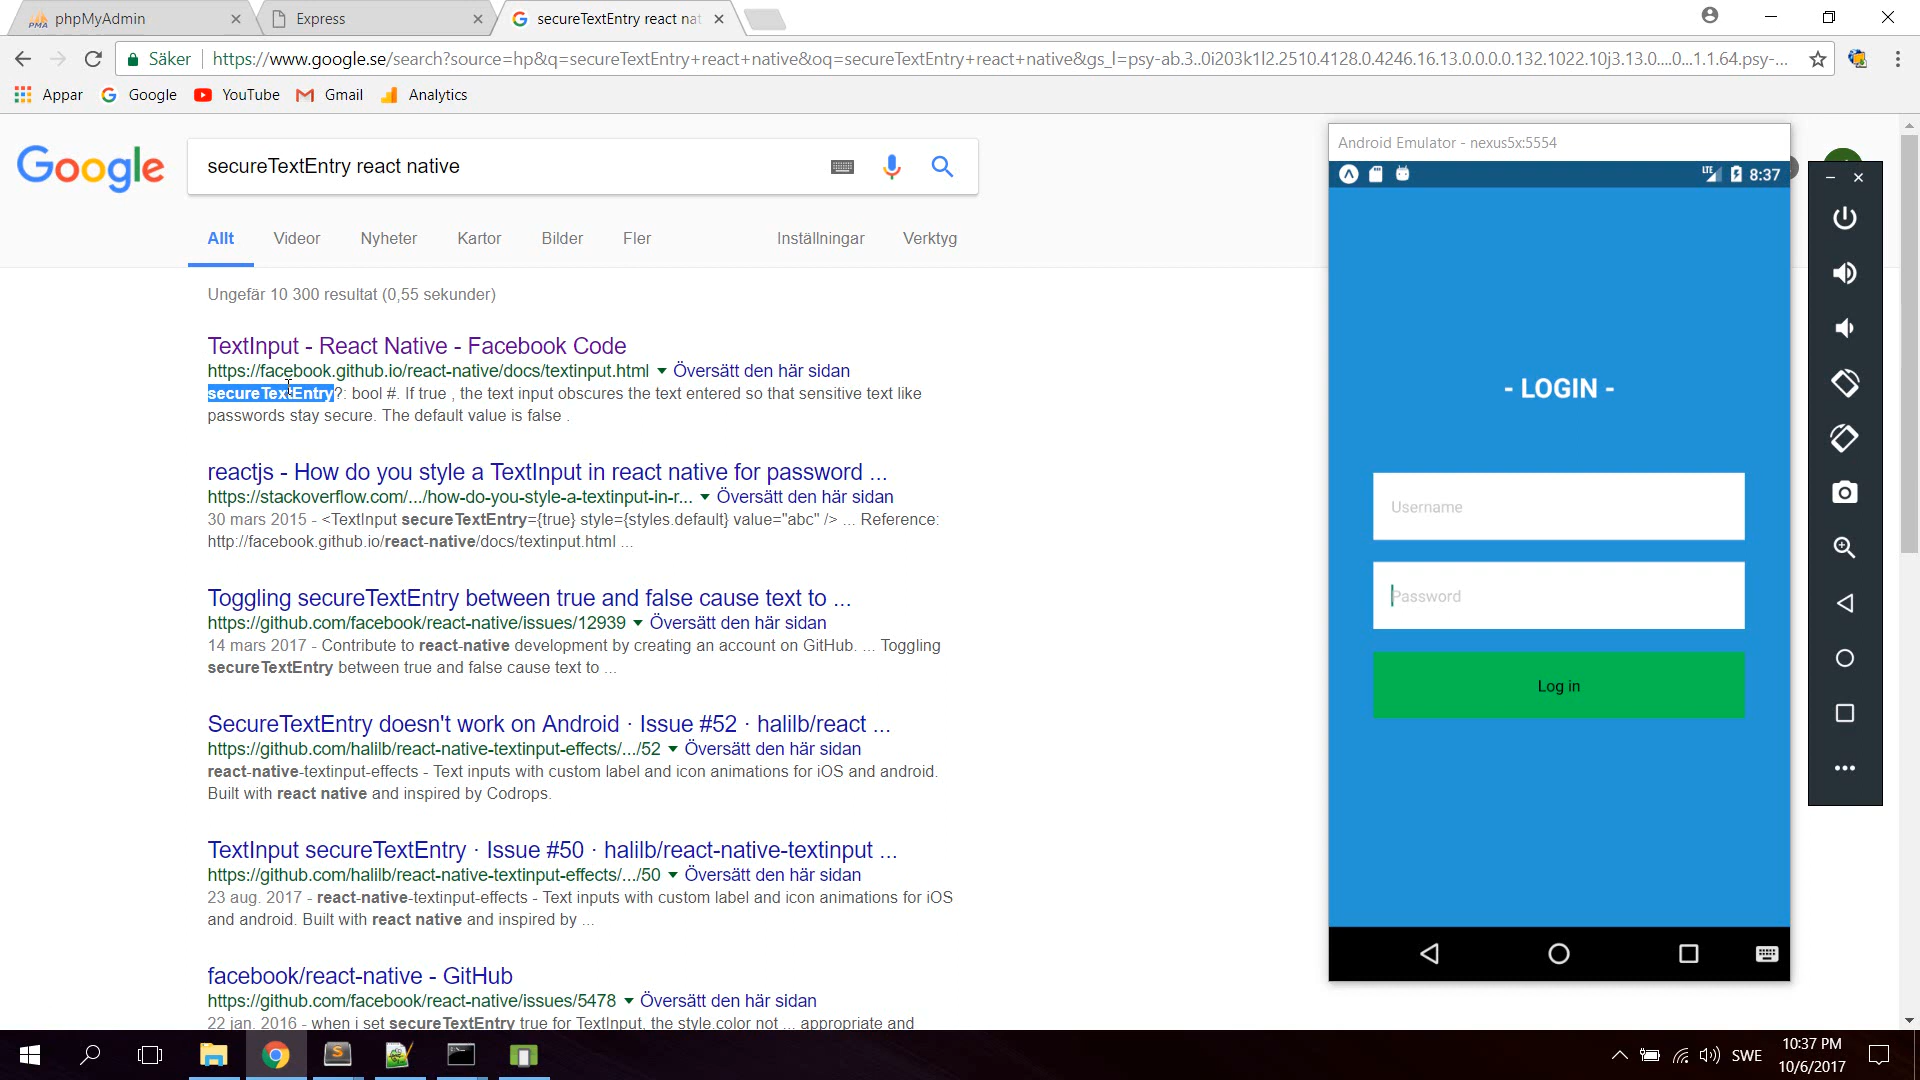 phpMyAdmin
Express
secureTextEntry react nat
Säker
https://www.google.se/search?source=hp&q=secureTextEntry+react+native&oq=secureTextEntry+react+native&gs_l=psy-ab.3..0i203k1l2.2510.4128.0.4246.16.13.0.0.0.0.132.1022.10j3.13.0....0...1.1.64.psy-...
Appar
Google
YouTube
Gmail
Analytics
Google
secureTextEntry react native
Allt
Videor
Nyheter
Kartor
Bilder
Fler
Inställningar
Verktyg
Ungefär 10 300 resultat (0,55 sekunder)
TextInput - React Native - Facebook Code
https://facebook.github.io/react-native/docs/textinput.html Översätt den här sidan
secureTextEntry?: bool #. If true , the text input obscures the text entered so that sensitive text like
passwords stay secure. The default value is false .
reactjs - How do you style a TextInput in react native for password ...
https://stackoverflow.com/.../how-do-you-style-a-textinput-in-r... Översätt den här sidan
30 mars 2015 - <TextInput secureTextEntry={true} style={styles.default} value="abc" /> ... Reference:
http://facebook.github.io/react-native/docs/textinput.html ...
Toggling secureTextEntry between true and false cause text to ...
https://github.com/facebook/react-native/issues/12939 Översätt den här sidan
14 mars 2017 - Contribute to react-native development by creating an account on GitHub. ... Toggling
secureTextEntry between true and false cause text to ...
SecureTextEntry doesn't work on Android · Issue #52 · halilb/react ...
https://github.com/halilb/react-native-textinput-effects/.../52 Översätt den här sidan
react-native-textinput-effects - Text inputs with custom label and icon animations for iOS and android.
Built with react native and inspired by Codrops.
TextInput secureTextEntry · Issue #50 · halilb/react-native-textinput ...
https://github.com/halilb/react-native-textinput-effects/.../50 Översätt den här sidan
23 aug. 2017 - react-native-textinput-effects - Text inputs with custom label and icon animations for iOS
and android. Built with react native and inspired by ...
facebook/react-native - GitHub
https://github.com/facebook/react-native/issues/5478 Översätt den här sidan
22 jan. 2016 - when i set secureTextEntry true for TextInput, the style.color not ... appropriate and
Android Emulator - nexus5x:5554
LTE 8:37
- LOGIN -
Username
Password
Log in
SWE
10:37 PM
10/6/2017